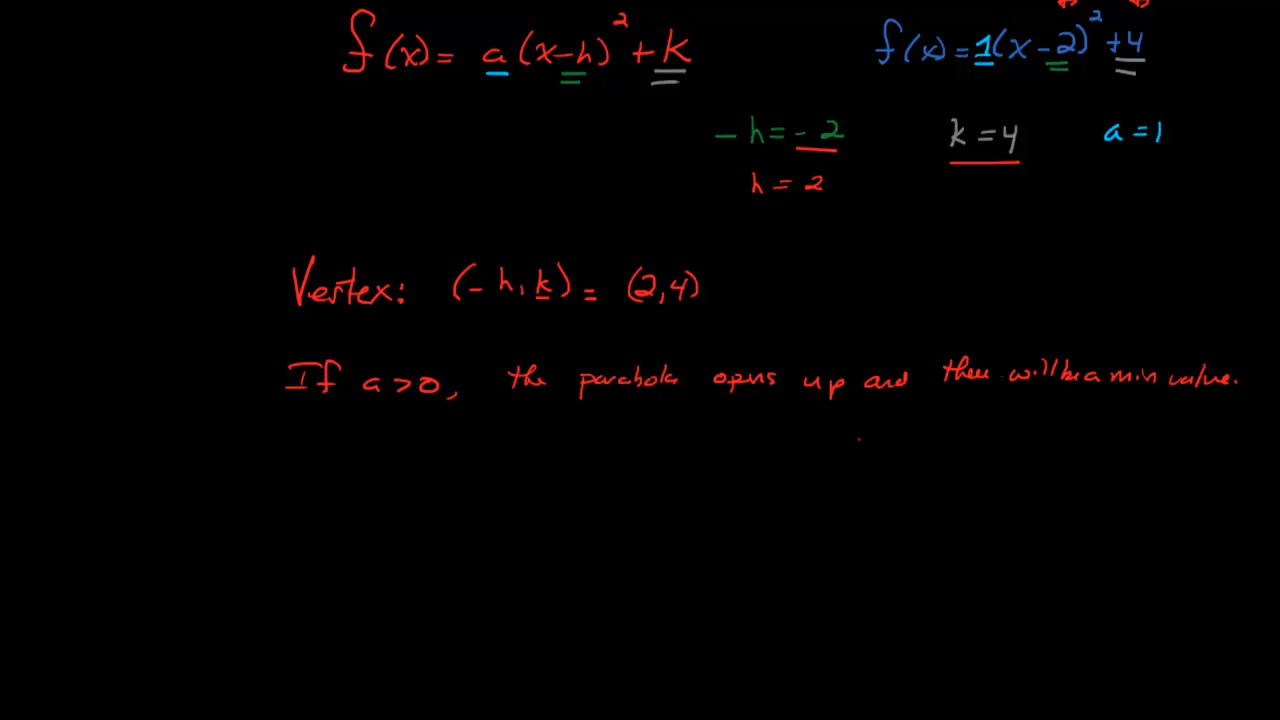 f(x) = a(x-h)² + k f(x) = 1(x-2)² + 4
-h = -2 k = 4 a = 1
h = 2
Vertex: (-h, k) = (2, 4)
If a > 0, the parabola opens up and there will be a min value.